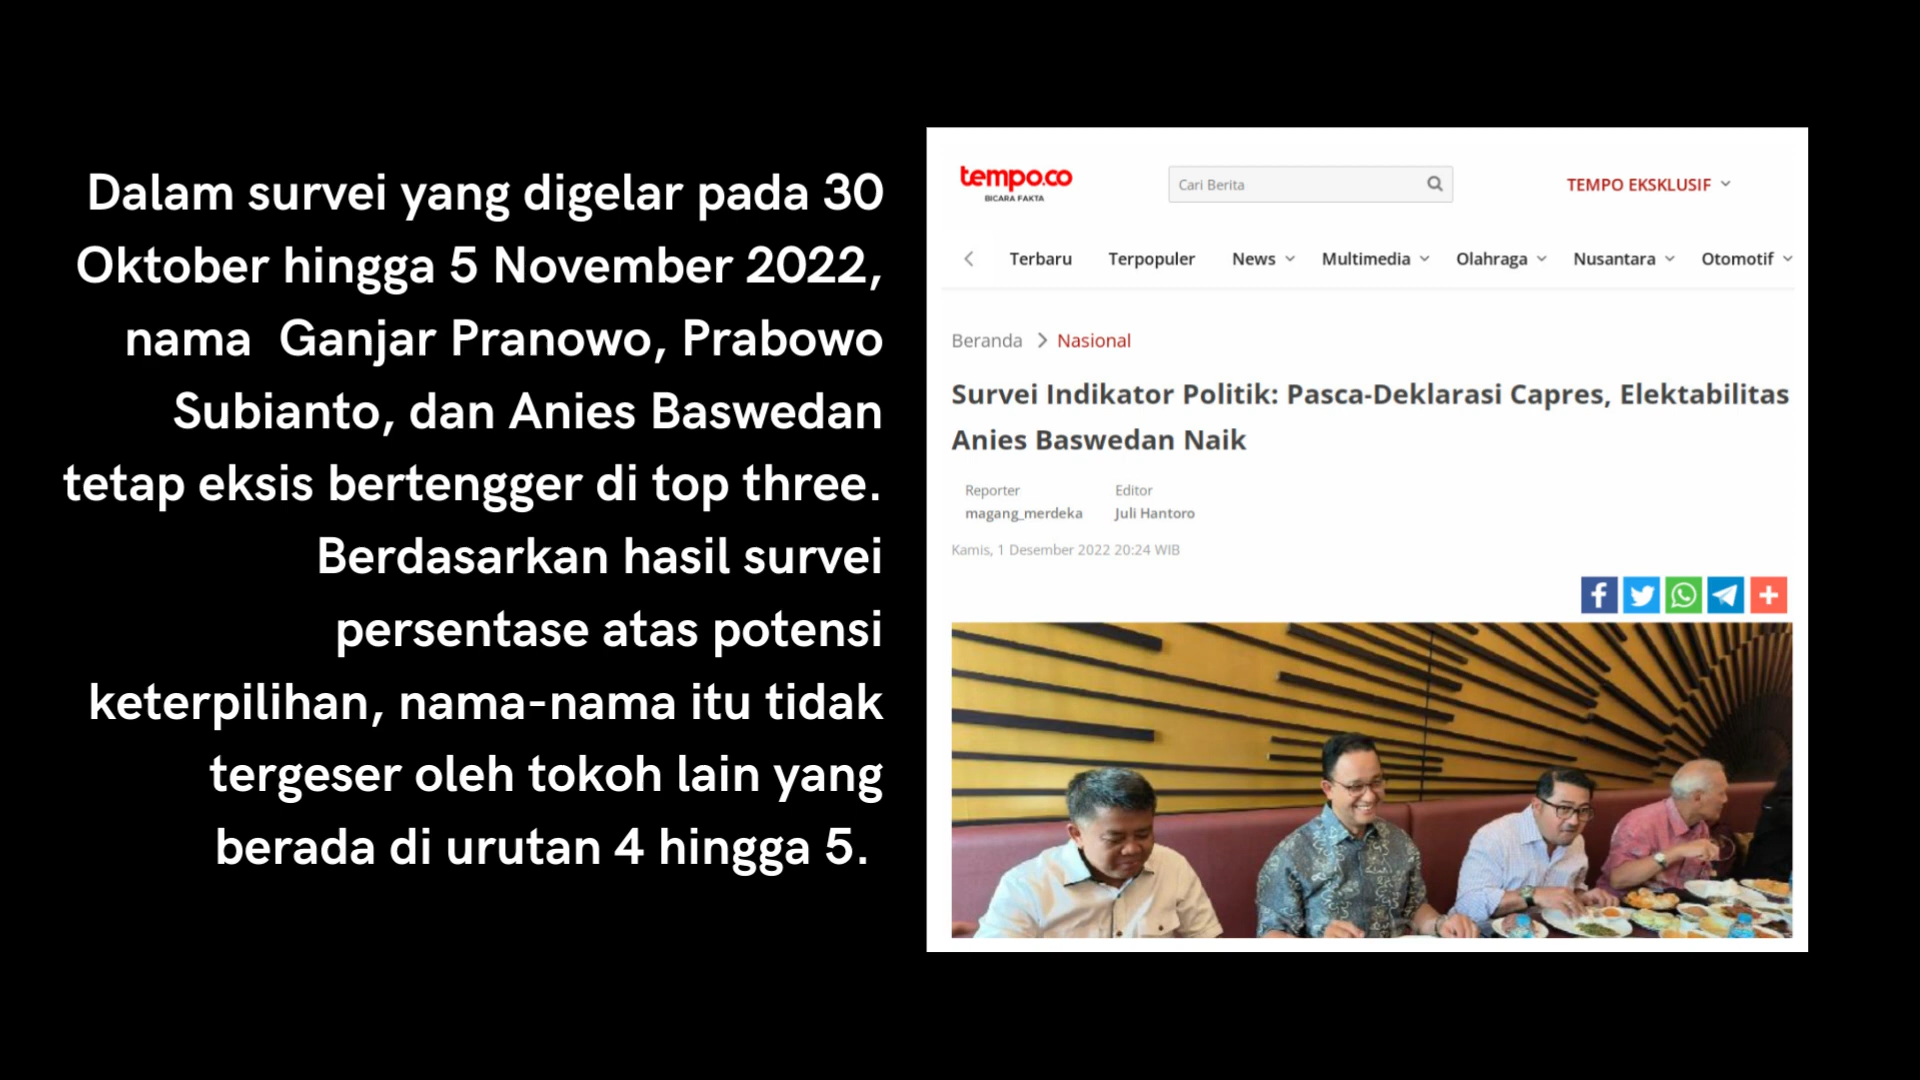 Dalam survei yang digelar pada 30
Oktober hingga 5 November 2022,
nama  Ganjar Pranowo, Prabowo
Subianto, dan Anies Baswedan
tetap eksis bertengger di top three.
Berdasarkan hasil survei
persentase atas potensi
keterpilihan, nama-nama itu tidak
tergeser oleh tokoh lain yang
berada di urutan 4 hingga 5.
tempo.co
BICARA FAKTA
Cari Berita
TEMPO EKSKLUSIF
Terbaru Terpopuler News Multimedia Olahraga Nusantara Otomotif
Beranda > Nasional
Survei Indikator Politik: Pasca-Deklarasi Capres, Elektabilitas
Anies Baswedan Naik
Reporter Editor
magang_merdeka Juli Hantoro
Kamis, 1 Desember 2022 20:24 WIB